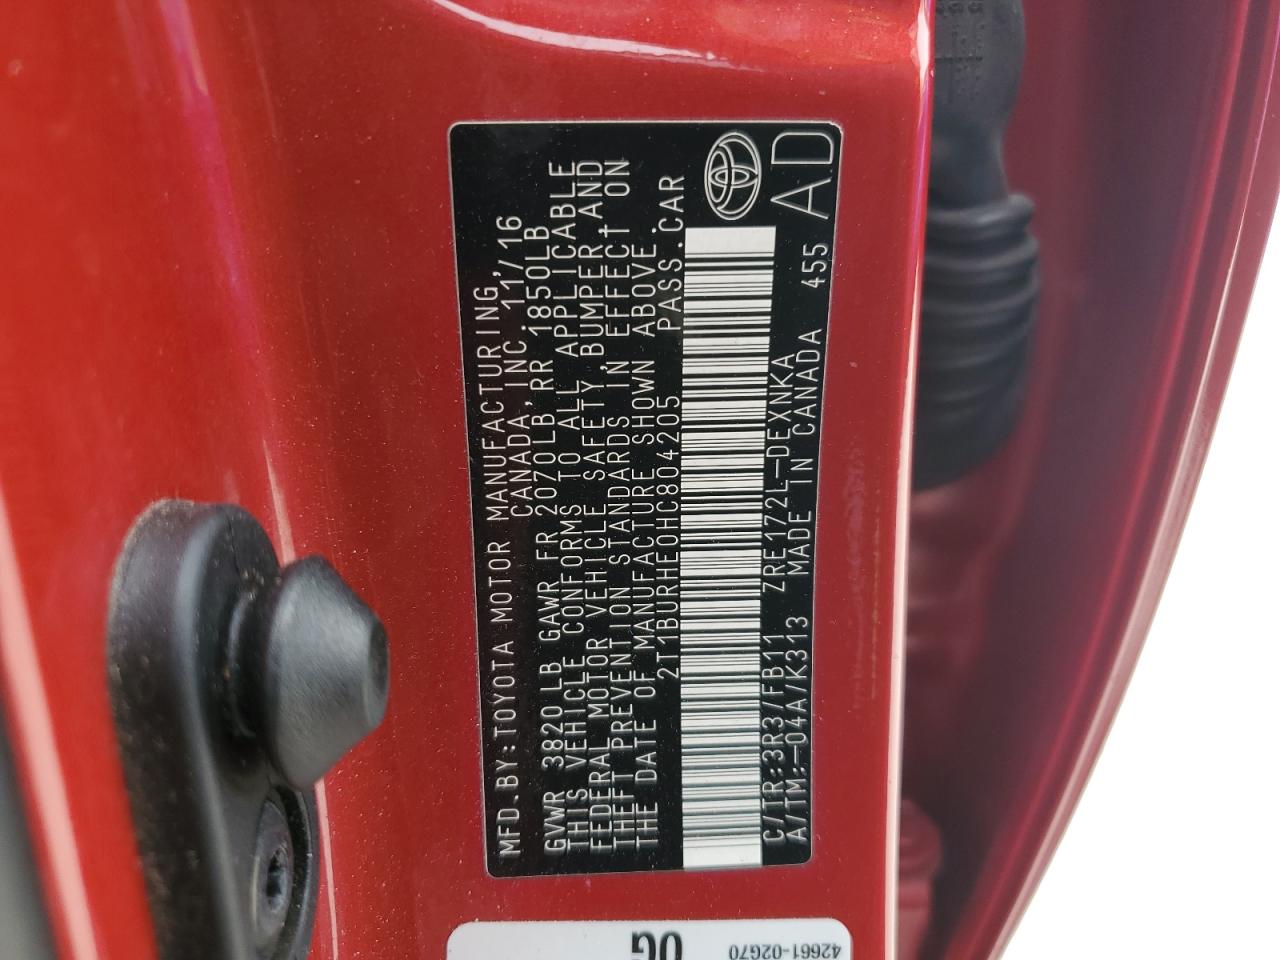 MFD.BY:TOYOTA MOTOR MANUFACTURING,
CANADA,INC. 11/16
GVWR 3820LB GAWR FR 2070LB,RR 1850LB
THIS VEHICLE CONFORMS TO ALL APPLICABLE
FEDERAL MOTOR VEHICLE SAFETY,BUMPER,AND
THEFT PREVENTION STANDARDS IN EFFECT ON
THE DATE OF MANUFACTURE SHOWN ABOVE.
2T1BURHE0HC804205 PASS.CAR
C/TR:3R3/FB11 ZRE172L-DEXNKA
A/TM:-04A/K313 MADE IN CANADA 455
AD
0G
42661-02G70